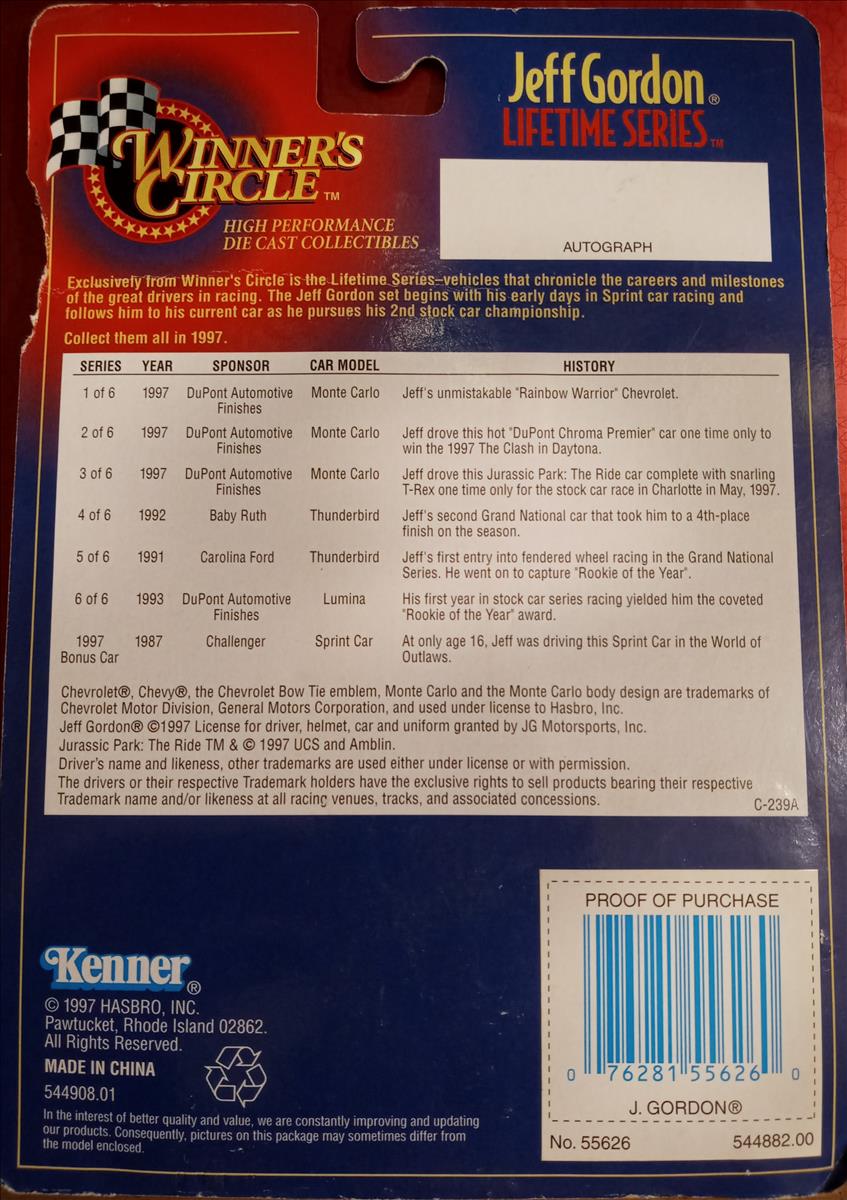 Jeff Gordon®
LIFETIME SERIES™
WINNER'S
CIRCLE™
HIGH PERFORMANCE
DIE CAST COLLECTIBLES
AUTOGRAPH
Exclusively from Winner's Circle is the Lifetime Series–vehicles that chronicle the careers and milestones
of the great drivers in racing. The Jeff Gordon set begins with his early days in Sprint car racing and
follows him to his current car as he pursues his 2nd stock car championship.
Collect them all in 1997.
SERIES YEAR SPONSOR CAR MODEL HISTORY
1 of 6 1997 DuPont Automotive Monte Carlo Jeff's unmistakable "Rainbow Warrior" Chevrolet.
Finishes
2 of 6 1997 DuPont Automotive Monte Carlo Jeff drove this hot "DuPont Chroma Premier" car one time only to
Finishes win the 1997 The Clash in Daytona.
3 of 6 1997 DuPont Automotive Monte Carlo Jeff drove this Jurassic Park: The Ride car complete with snarling
Finishes T-Rex one time only for the stock car race in Charlotte in May, 1997.
4 of 6 1992 Baby Ruth Thunderbird Jeff's second Grand National car that took him to a 4th-place
finish on the season.
5 of 6 1991 Carolina Ford Thunderbird Jeff's first entry into fendered wheel racing in the Grand National
Series. He went on to capture "Rookie of the Year".
6 of 6 1993 DuPont Automotive Lumina His first year in stock car series racing yielded him the coveted
Finishes "Rookie of the Year" award.
1997 1987 Challenger Sprint Car At only age 16, Jeff was driving this Sprint Car in the World of
Bonus Car Outlaws.
Chevrolet®, Chevy®, the Chevrolet Bow Tie emblem, Monte Carlo and the Monte Carlo body design are trademarks of
Chevrolet Motor Division, General Motors Corporation, and used under license to Hasbro, Inc.
Jeff Gordon® ©1997 License for driver, helmet, car and uniform granted by JG Motorsports, Inc.
Jurassic Park: The Ride TM & © 1997 UCS and Amblin.
Driver's name and likeness, other trademarks are used either under license or with permission.
The drivers or their respective Trademark holders have the exclusive rights to sell products bearing their respective
Trademark name and/or likeness at all racing venues, tracks, and associated concessions.
C-239A
Kenner®
© 1997 HASBRO, INC.
Pawtucket, Rhode Island 02862.
All Rights Reserved.
MADE IN CHINA
544908.01
In the interest of better quality and value, we are constantly improving and updating
our products. Consequently, pictures on this package may sometimes differ from
the model enclosed.
PROOF OF PURCHASE
0 76281 55626 0
J. GORDON®
No. 55626 544882.00